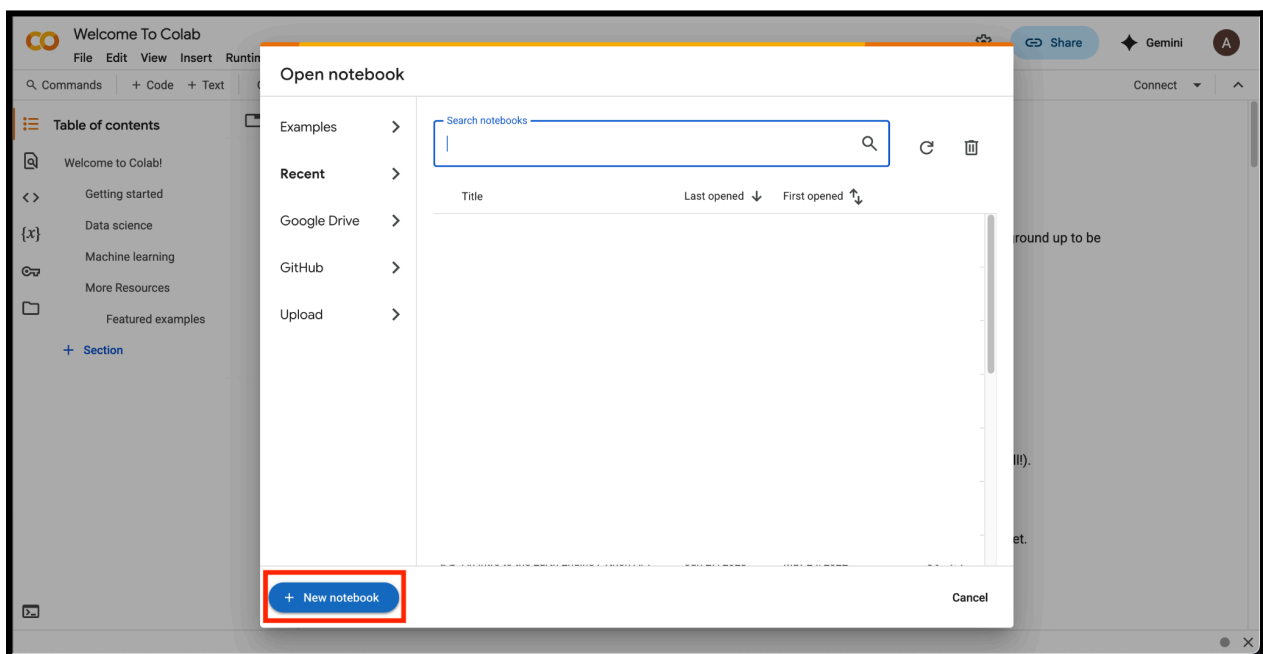 Welcome To Colab
File Edit View Insert
Share
Gemini
A
Commands + Code + Text
Connect
Table of contents
Welcome to Colab!
Getting started
Data science
Machine learning
More Resources
Featured examples
+ Section
Open notebook
Examples
Recent
Google Drive
GitHub
Upload
Search notebooks
Title Last opened First opened
round up to be
ll!).
et.
+ New notebook
Cancel